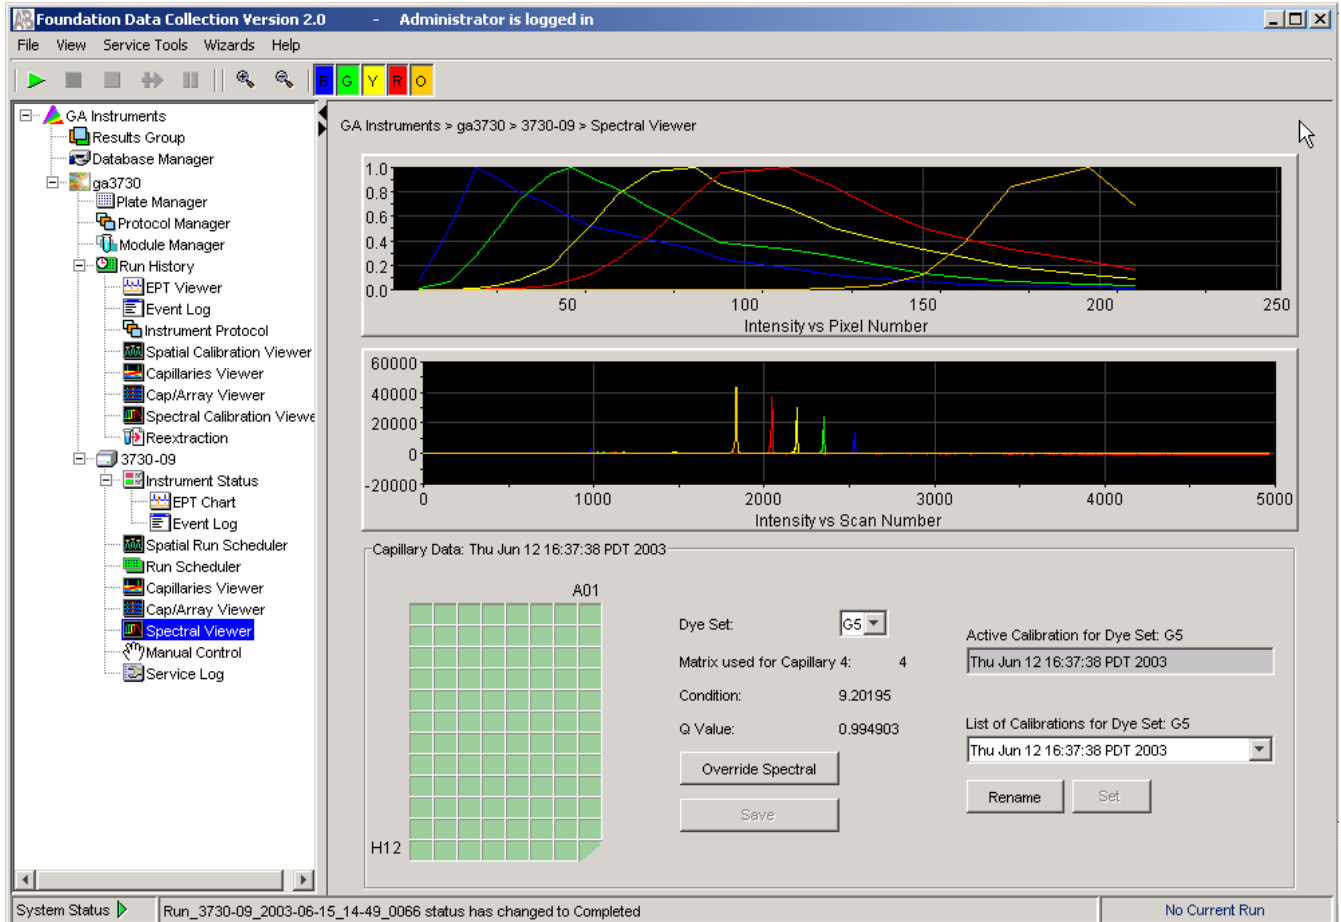 Foundation Data Collection Version 2.0 - Administrator is logged in
File View Service Tools Wizards Help
B G Y R O
GA Instruments
Results Group
Database Manager
ga3730
Plate Manager
Protocol Manager
Module Manager
Run History
EPT Viewer
Event Log
Instrument Protocol
Spatial Calibration Viewer
Capillaries Viewer
Cap/Array Viewer
Spectral Calibration Viewe
Reextraction
3730-09
Instrument Status
EPT Chart
Event Log
Spatial Run Scheduler
Run Scheduler
Capillaries Viewer
Cap/Array Viewer
Spectral Viewer
Manual Control
Service Log
GA Instruments > ga3730 > 3730-09 > Spectral Viewer
1.0
0.8
0.6
0.4
0.2
0.0
50 100 150 200 250
Intensity vs Pixel Number
60000
40000
20000
0
-20000
0 1000 2000 3000 4000 5000
Intensity vs Scan Number
Capillary Data: Thu Jun 12 16:37:38 PDT 2003
A01
H12
Dye Set: G5
Matrix used for Capillary 4: 4
Condition: 9.20195
Q Value: 0.994903
Override Spectral
Save
Active Calibration for Dye Set: G5
Thu Jun 12 16:37:38 PDT 2003
List of Calibrations for Dye Set: G5
Thu Jun 12 16:37:38 PDT 2003
Rename Set
System Status Run_3730-09_2003-06-15_14-49_0066 status has changed to Completed No Current Run